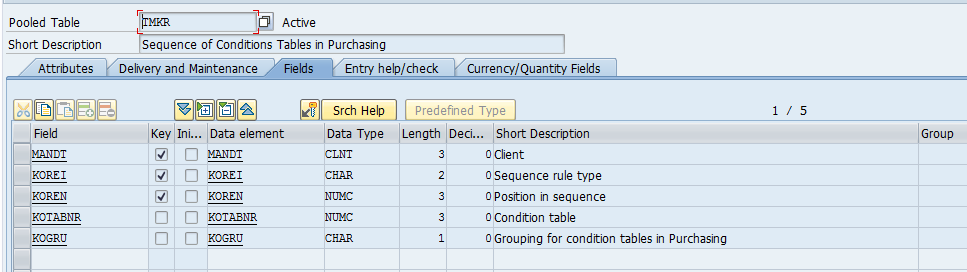 Pooled Table TMKR Active
Short Description Sequence of Conditions Tables in Purchasing
Attributes Delivery and Maintenance Fields Entry help/check Currency/Quantity Fields
Srch Help Predefined Type 1 / 5
Field Key Ini... Data element Data Type Length Deci... Short Description Group
MANDT MANDT CLNT 3 0 Client
KOREI KOREI CHAR 2 0 Sequence rule type
KOREN KOREN NUMC 3 0 Position in sequence
KOTABNR KOTABNR NUMC 3 0 Condition table
KOGRU KOGRU CHAR 1 0 Grouping for condition tables in Purchasing